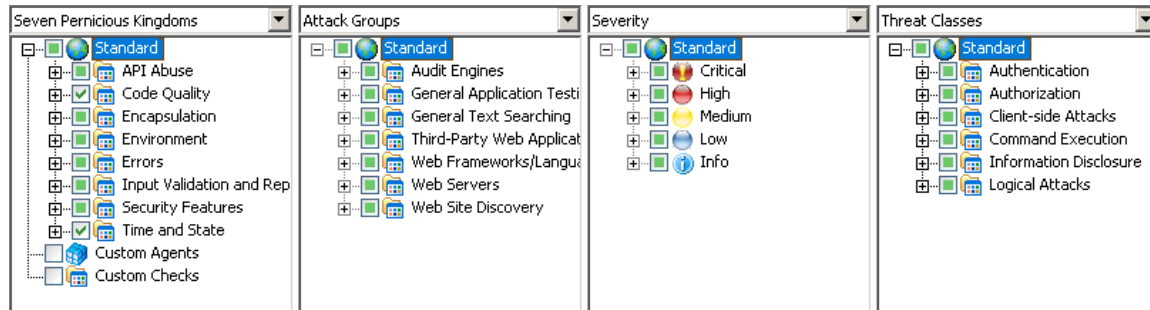 Seven Pernicious Kingdoms
Standard
API Abuse
Code Quality
Encapsulation
Environment
Errors
Input Validation and Rep
Security Features
Time and State
Custom Agents
Custom Checks
Attack Groups
Standard
Audit Engines
General Application Testi
General Text Searching
Third-Party Web Applicat
Web Frameworks/Langua
Web Servers
Web Site Discovery
Severity
Standard
Critical
High
Medium
Low
Info
Threat Classes
Standard
Authentication
Authorization
Client-side Attacks
Command Execution
Information Disclosure
Logical Attacks